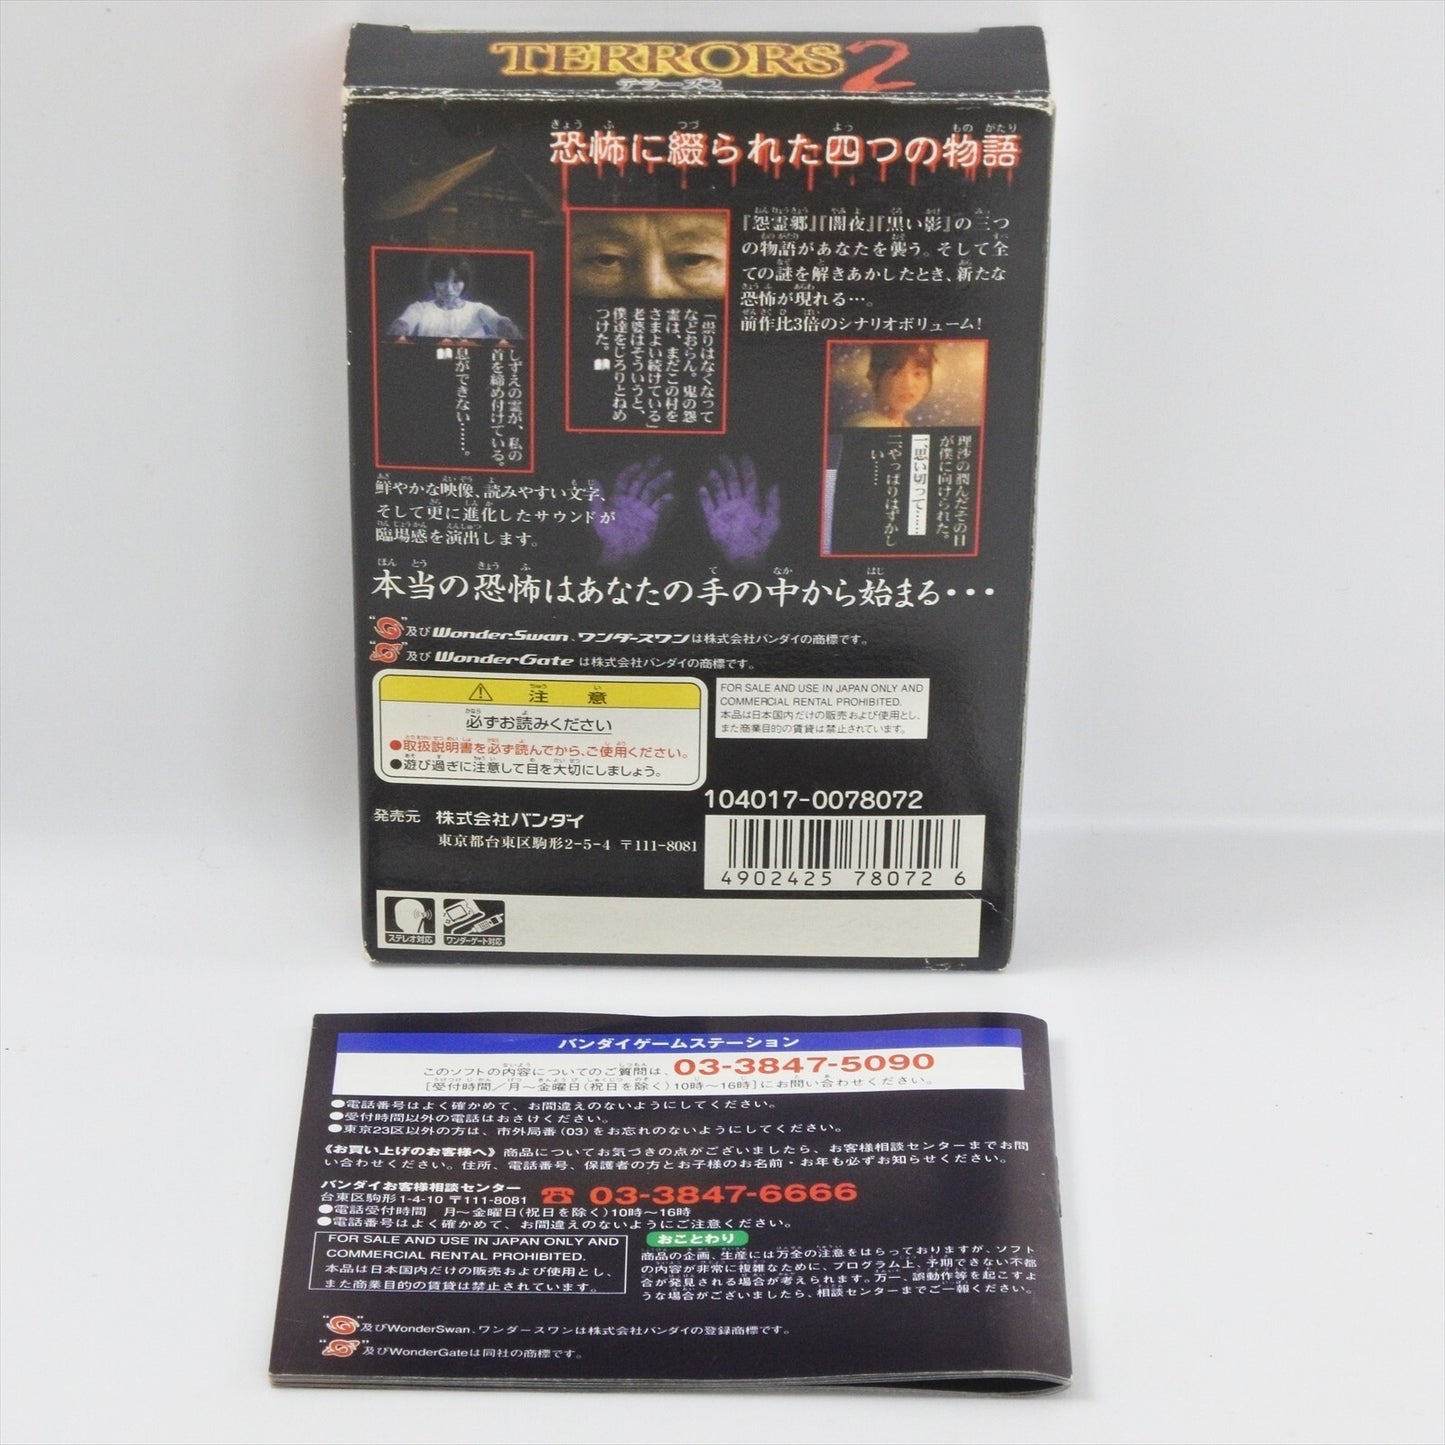 TERRORS 2
テラーズ2
恐怖に綴られた四つの物語
『怨霊郷』『闇夜』『黒い影』の三つ
の物語があなたを襲う。そして全
ての謎を解きあかしたとき、新たな
恐怖が現れる…。
前作比3倍のシナリオボリューム!
「祟りはなくなって
などおらん。鬼の怨
霊は、まだこの村を
さまよい続けている」
老婆はそういうと、
僕達をじろりとねめ
つけた。
しずえの霊が、私の
首を締め付けている。
息ができない……。
理沙の潤んだその目
が僕に向けられた。
一、思い切って……
二、やっぱりはずかし
い……
鮮やかな映像、読みやすい文字、
そして更に進化したサウンドが
臨場感を演出します。
本当の恐怖はあなたの手の中から始まる・・・
及び WonderSwan、ワンダースワン は株式会社バンダイの商標です。
及び WonderGate は株式会社バンダイの商標です。
注意
必ずお読みください
●取扱説明書を必ず読んでから、ご使用ください。
●遊び過ぎに注意して目を大切にしましょう。
FOR SALE AND USE IN JAPAN ONLY AND
COMMERCIAL RENTAL PROHIBITED.
本品は日本国内だけの販売および使用とし、
また商業目的の賃貸は禁止されています。
104017-0078072
発売元 株式会社バンダイ
東京都台東区駒形2-5-4 〒111-8081
4902425 78072 6
ステレオ対応
ワンダーゲート対応
バンダイゲームステーション
このソフトの内容についてのご質問は、03-3847-5090
[受付時間/月~金曜日(祝日を除く)10時~16時]にお問い合わせください。
●電話番号はよく確かめて、お間違えのないようにしてください。
●受付時間以外の電話はおさけください。
●東京23区以外の方は、市外局番(03)をお忘れのないようにしてください。
《お買い上げのお客様へ》商品についてお気づきの点がございましたら、お客様相談センターまでお問
い合わせください。住所、電話番号、保護者の方とお子様のお名前・お年も必ずお知らせください。
バンダイお客様相談センター
台東区駒形1-4-10 〒111-8081 ☎ 03-3847-6666
●電話受付時間 月~金曜日(祝日を除く)10時~16時
●電話番号はよく確かめて、お間違えのないようにご注意ください。
FOR SALE AND USE IN JAPAN ONLY AND
COMMERCIAL RENTAL PROHIBITED.
本品は日本国内だけの販売および使用とし、
また商業目的の賃貸は禁止されています。
おことわり
商品の企画、生産には万全の注意をはらっておりますが、ソフト
の内容が非常に複雑なために、プログラム上、予期できない不都
合が発見される場合が考えられます。万一、誤動作等を起こすよ
うな場合がございましたら、相談センターまでご一報ください。
及びWonderSwan、ワンダースワンは株式会社バンダイの登録商標です。
及びWonderGateは同社の商標です。